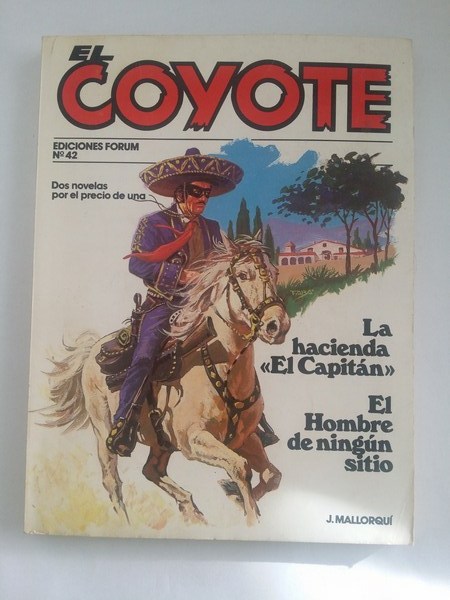 EL
COYOTE
EDICIONES FORUM
Nº 42
Dos novelas
por el precio de una
La
hacienda
«El Capitán»
El
Hombre
de ningún
sitio
J. MALLORQUÍ